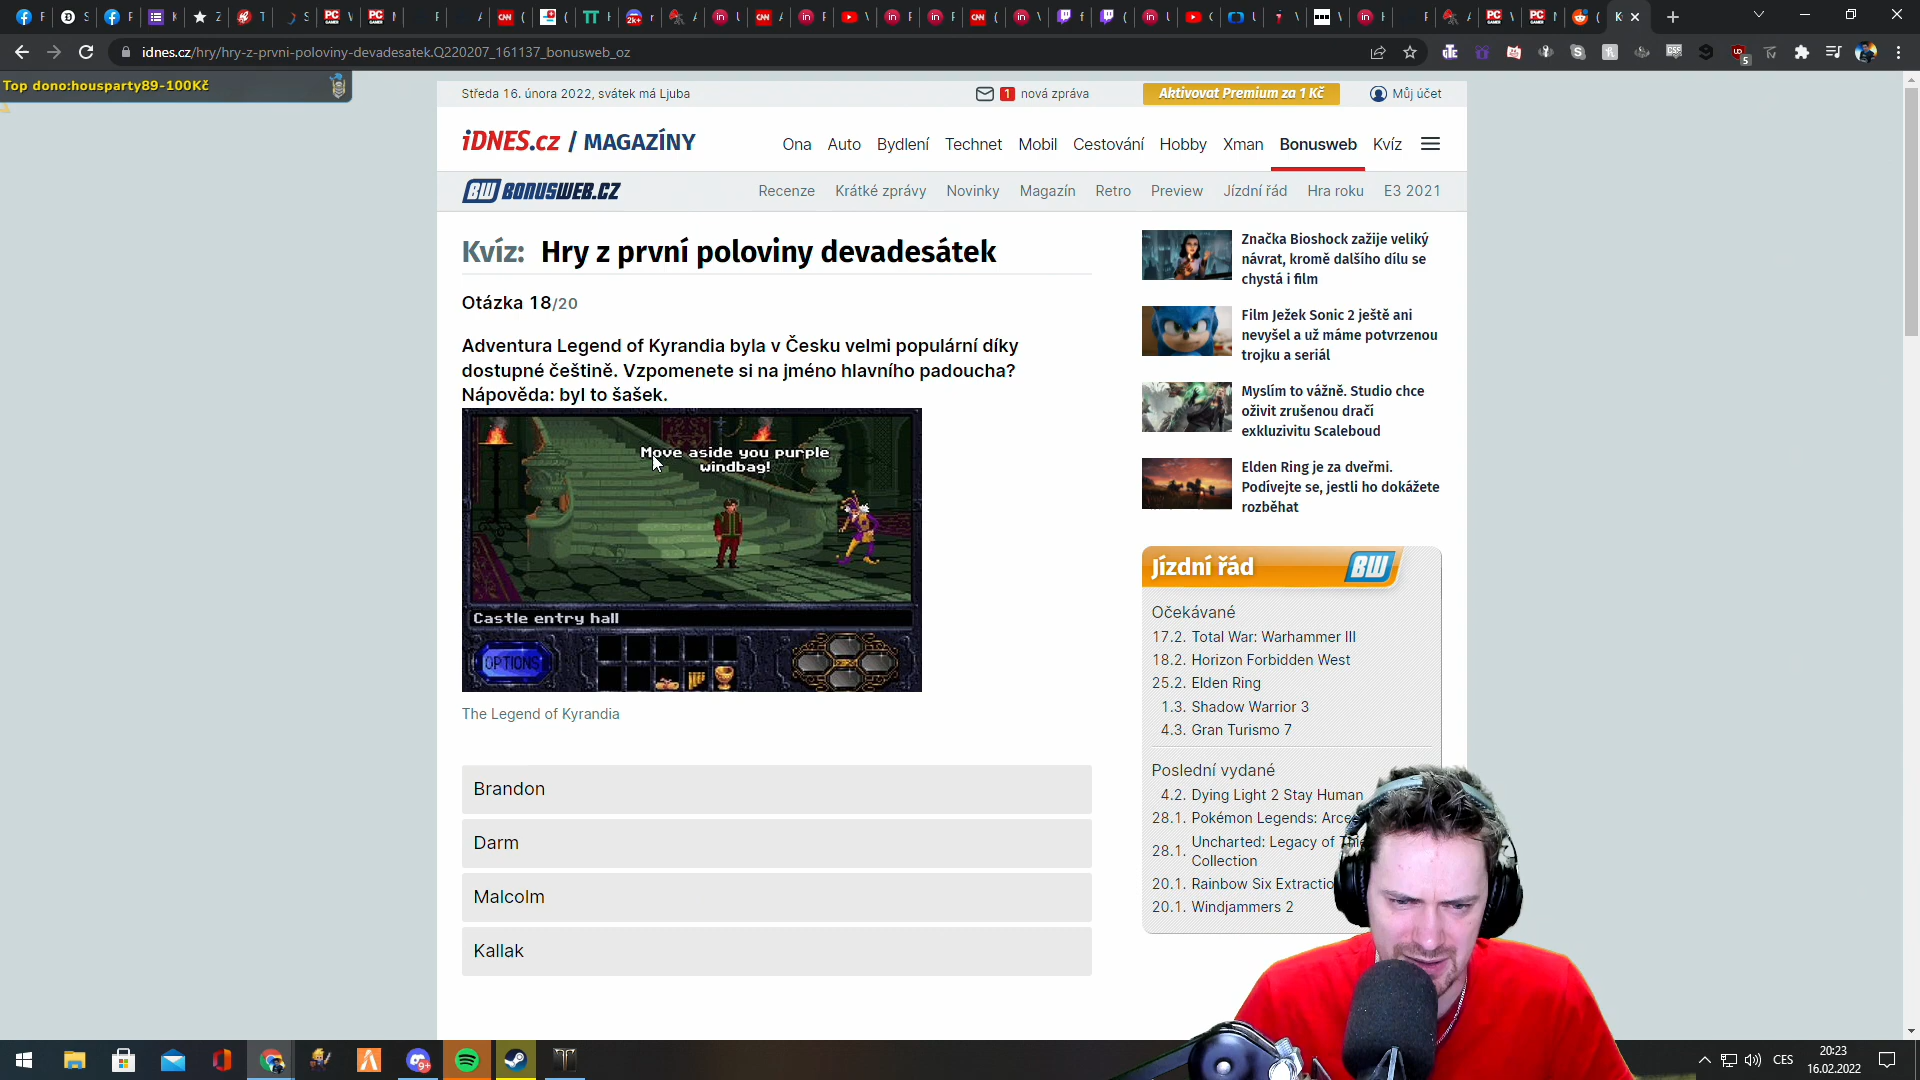 idnes.cz/hry/hry-z-prvni-poloviny-devadesatek.Q220207_161137_bonusweb_oz
Top dono:housparty89-100Kč
Středa 16. února 2022, svátek má Ljuba
1 nová zpráva
Aktivovat Premium za 1 Kč
Můj účet
iDNES.cz / MAGAZÍNY
Ona Auto Bydlení Technet Mobil Cestování Hobby Xman Bonusweb Kvíz
BW BONUSWEB.CZ
Recenze Krátké zprávy Novinky Magazín Retro Preview Jízdní řád Hra roku E3 2021
Kvíz: Hry z první poloviny devadesátek
Otázka 18/20
Adventura Legend of Kyrandia byla v Česku velmi populární díky
dostupné češtině. Vzpomenete si na jméno hlavního padoucha?
Nápověda: byl to šašek.
Move aside you purple
windbag!
Castle entry hall
OPTIONS
The Legend of Kyrandia
Brandon
Darm
Malcolm
Kallak
Značka Bioshock zažije veliký
návrat, kromě dalšího dílu se
chystá i film
Film Ježek Sonic 2 ještě ani
nevyšel a už máme potvrzenou
trojku a seriál
Myslím to vážně. Studio chce
oživit zrušenou dračí
exkluzivitu Scaleboud
Elden Ring je za dveřmi.
Podívejte se, jestli ho dokážete
rozběhat
Jízdní řád BW
Očekávané
17.2. Total War: Warhammer III
18.2. Horizon Forbidden West
25.2. Elden Ring
1.3. Shadow Warrior 3
4.3. Gran Turismo 7
Poslední vydané
4.2. Dying Light 2 Stay Human
28.1. Pokémon Legends: Arce
28.1. Uncharted: Legacy of Thie
Collection
20.1. Rainbow Six Extractio
20.1. Windjammers 2
CES
20:23
16.02.2022